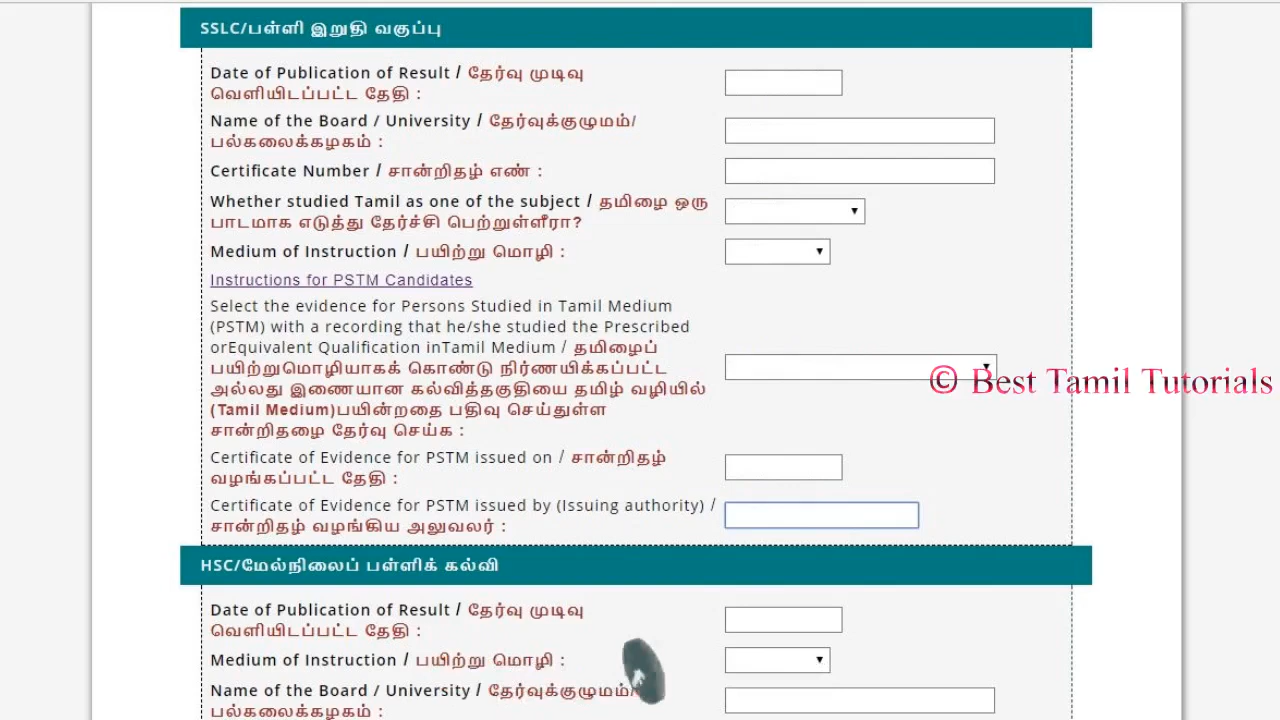 SSLC/பள்ளி இறுதி வகுப்பு
Date of Publication of Result / தேர்வு முடிவு
வெளியிடப்பட்ட தேதி :
Name of the Board / University / தேர்வுக்குழுமம்/
பல்கலைக்கழகம் :
Certificate Number / சான்றிதழ் எண் :
Whether studied Tamil as one of the subject / தமிழை ஒரு
பாடமாக எடுத்து தேர்ச்சி பெற்றுள்ளீரா?
Medium of Instruction / பயிற்று மொழி :
Instructions for PSTM Candidates
Select the evidence for Persons Studied in Tamil Medium
(PSTM) with a recording that he/she studied the Prescribed
orEquivalent Qualification inTamil Medium / தமிழைப்
பயிற்றுமொழியாகக் கொண்டு நிர்ணயிக்கப்பட்ட
அல்லது இணையான கல்வித்தகுதியை தமிழ் வழியில்
(Tamil Medium)பயின்றதை பதிவு செய்துள்ள
சான்றிதழை தேர்வு செய்க :
© Best Tamil Tutorials
Certificate of Evidence for PSTM issued on / சான்றிதழ்
வழங்கப்பட்ட தேதி :
Certificate of Evidence for PSTM issued by (Issuing authority) /
சான்றிதழ் வழங்கிய அலுவலர் :
HSC/மேல்நிலைப் பள்ளிக் கல்வி
Date of Publication of Result / தேர்வு முடிவு
வெளியிடப்பட்ட தேதி :
Medium of Instruction / பயிற்று மொழி :
Name of the Board / University / தேர்வுக்குழுமம்/
பல்கலைக்கழகம் :